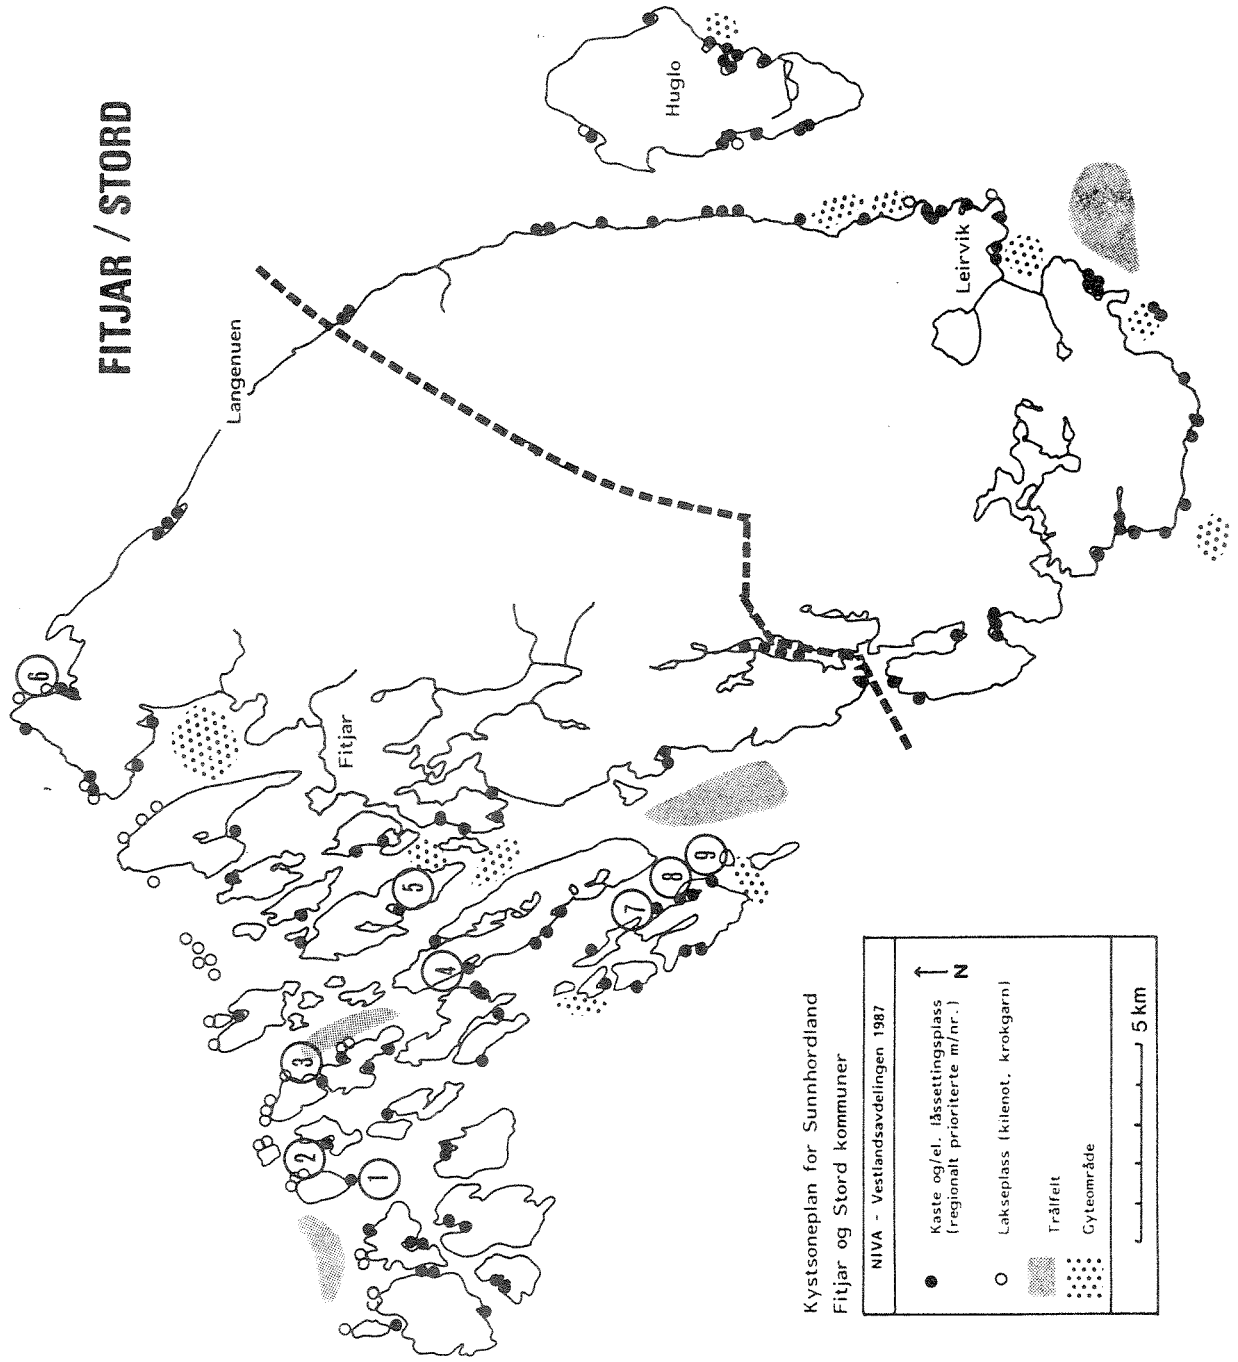 FITJAR / STORD
Langenuen
Huglo
Leirvik
Fitjar
6
5
4
3
2
1
7
8
9
Kystsoneplan for Sunnhordland
Fitjar og Stord kommuner
NIVA - Vestlandsavdelingen 1987
Kaste og/el. låssettingsplass
(regionalt prioriterte m/nr.)
N
Lakseplass (kilenot, krokgarn)
Trålfelt
Gyteområde
5 km